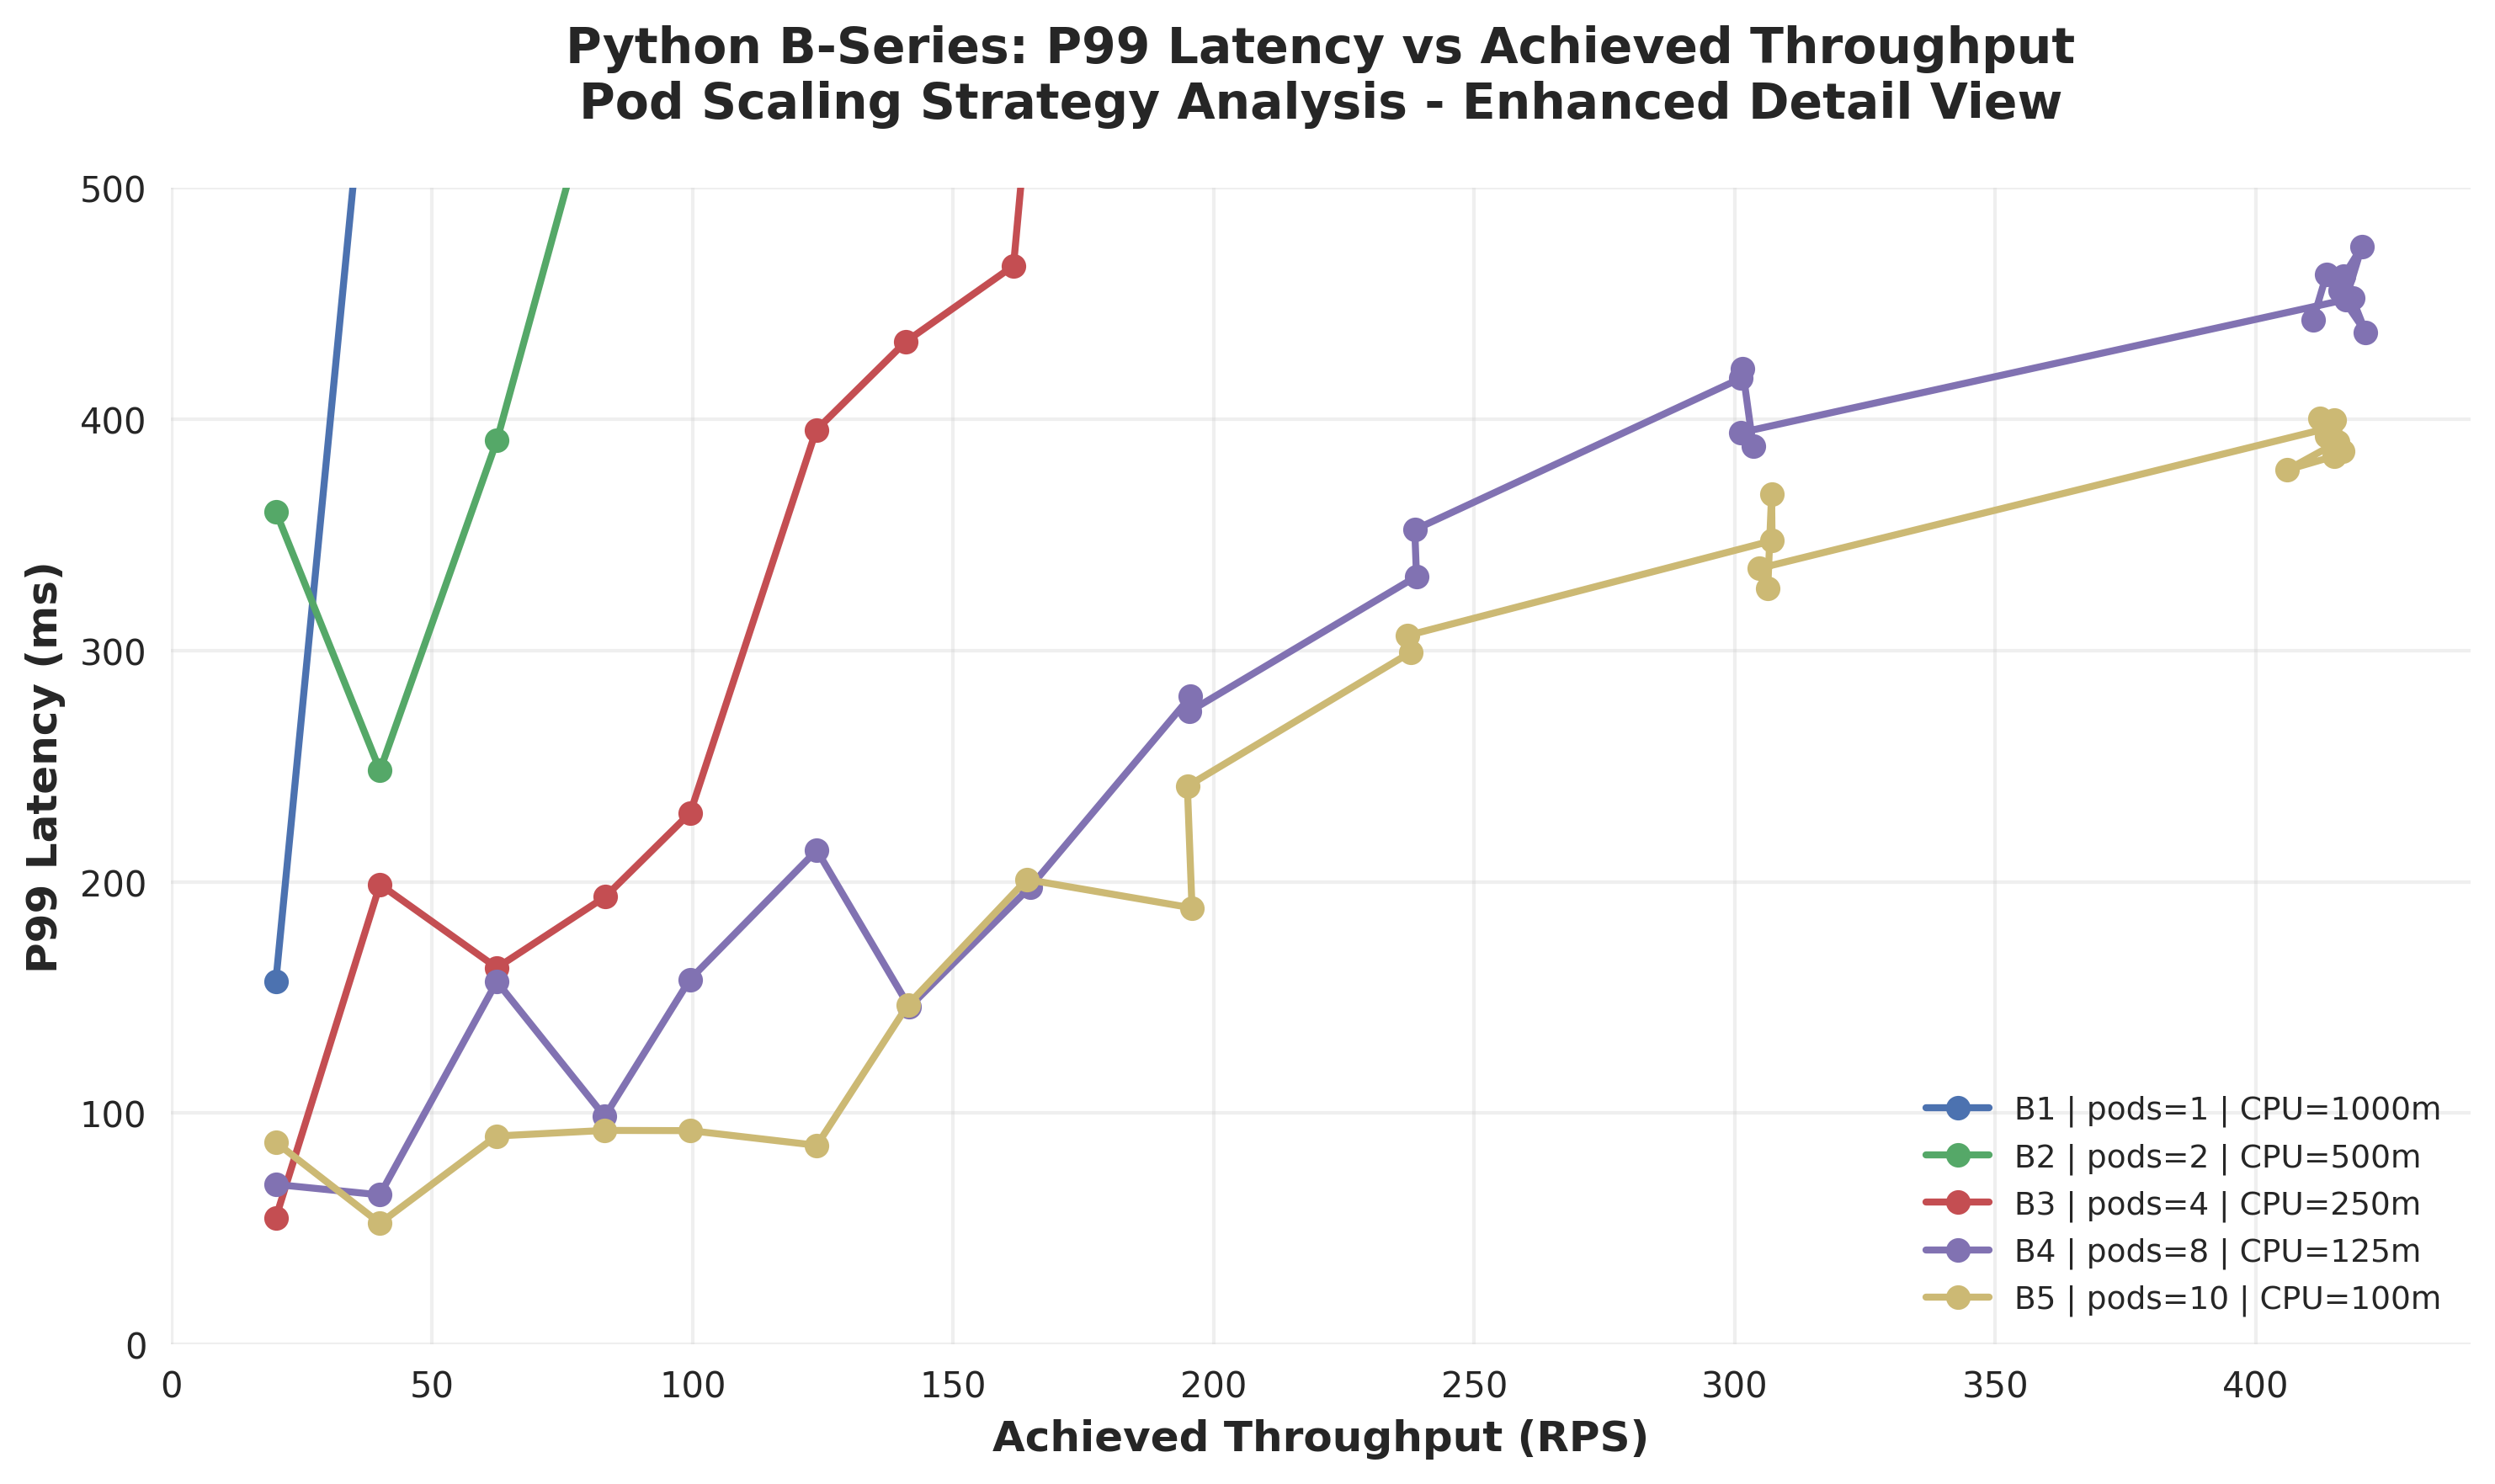 Python B-Series: P99 Latency vs Achieved Throughput
Pod Scaling Strategy Analysis - Enhanced Detail View
P99 Latency (ms)
500
400
300
200
100
0
0 50 100 150 200 250 300 350 400
Achieved Throughput (RPS)
B1 | pods=1 | CPU=1000m
B2 | pods=2 | CPU=500m
B3 | pods=4 | CPU=250m
B4 | pods=8 | CPU=125m
B5 | pods=10 | CPU=100m